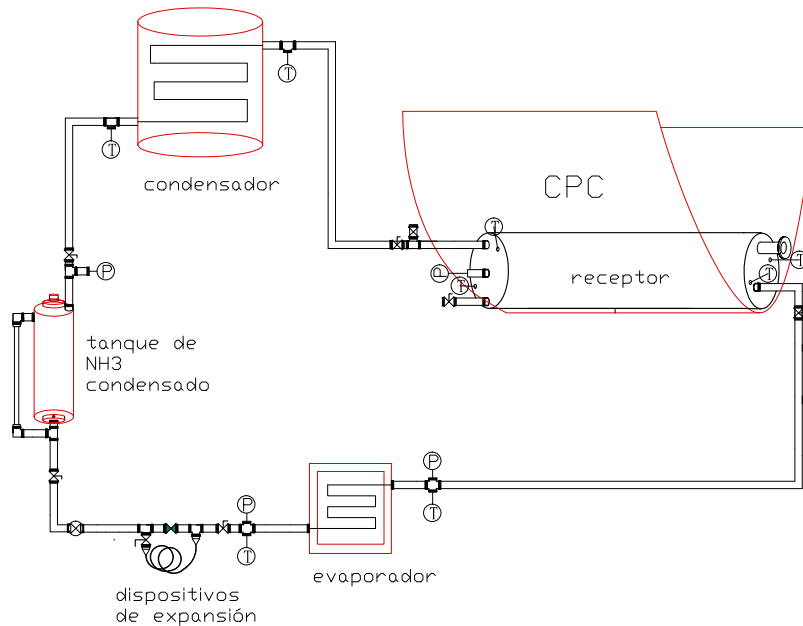 T
T
condensador
CPC
T
T
P
T
T
receptor
P
tanque de
NH3
condensado
P
P
T
T
evaporador
dispositivos
de expansión